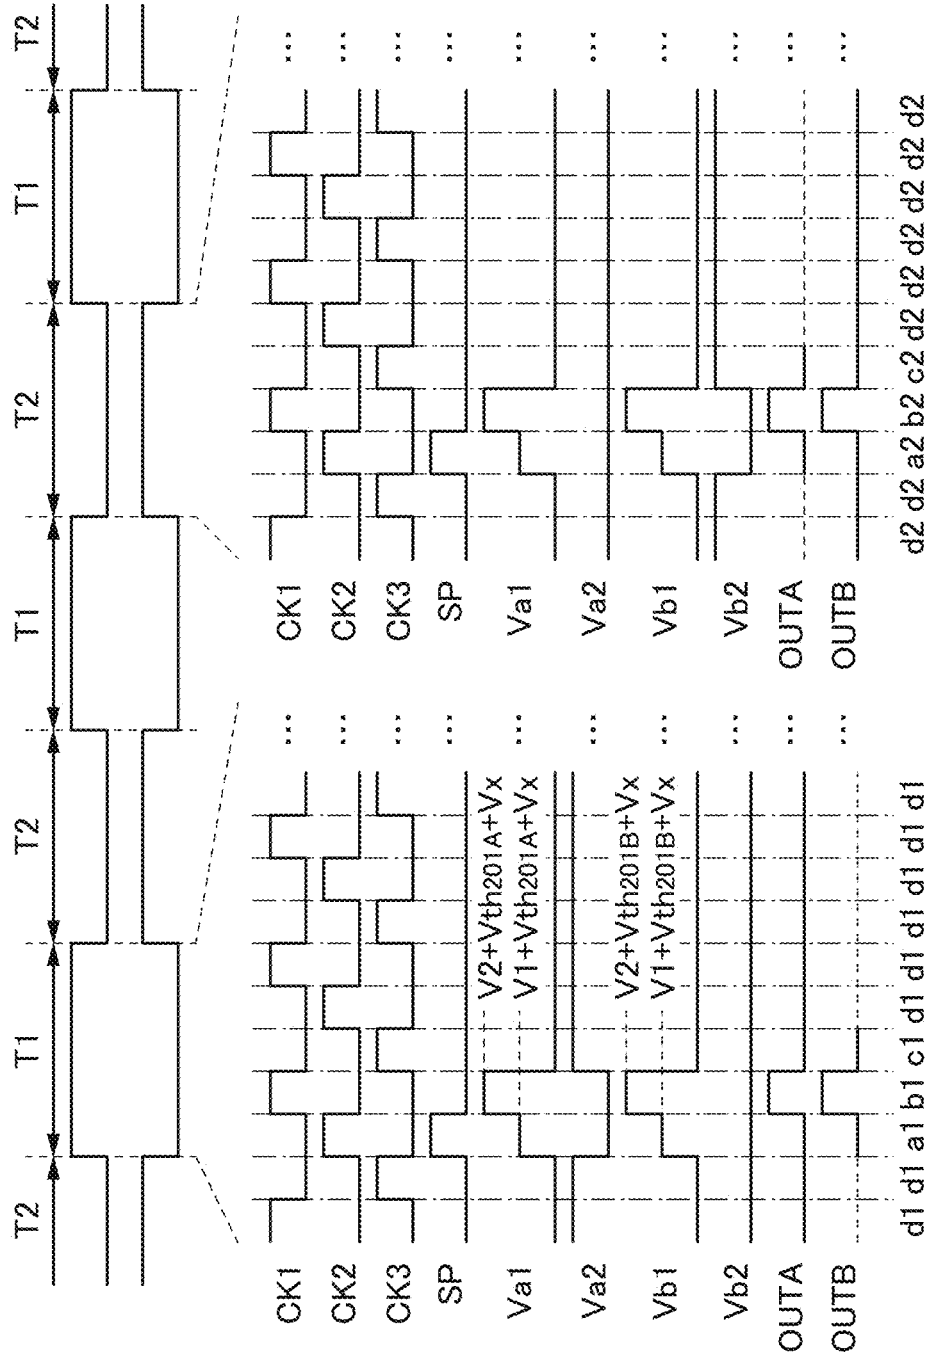 T2 T1 T2 T1 T2 T1 T2
CK1 ...
CK2 ...
CK3 ...
SP ...
Va1 V2+Vth201A+Vx ...
V1+Vth201A+Vx
Va2 ...
Vb1 V2+Vth201B+Vx ...
V1+Vth201B+Vx
Vb2 ...
OUTA ...
OUTB ...
d1 d1 a1 b1 c1 d1 d1 d1 d1 d1 d1
CK1 ...
CK2 ...
CK3 ...
SP ...
Va1 ...
Va2 ...
Vb1 ...
Vb2 ...
OUTA ...
OUTB ...
d2 d2 a2 b2 c2 d2 d2 d2 d2 d2 d2